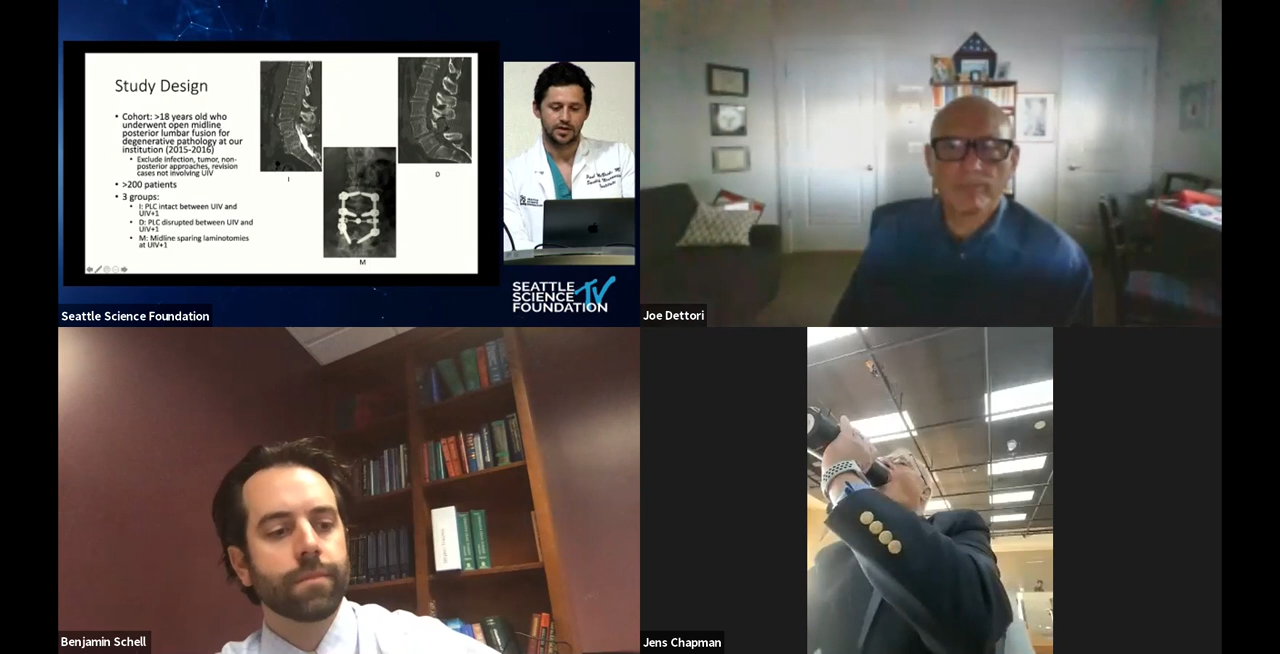 Study Design
• Cohort: >18 years old who
underwent open midline
posterior lumbar fusion for
degenerative pathology at our
institution (2015-2016)
• Exclude infection, tumor, non-
posterior approaches, revision
cases not involving UIV
• >200 patients
• 3 groups:
• I: PLC intact between UIV and
UIV+1
• D: PLC disrupted between UIV and
UIV+1
• M: Midline sparing laminotomies
at UIV+1
I
D
M
SEATTLE
SCIENCE TV
FOUNDATION
Seattle Science Foundation
Joe Dettori
Benjamin Schell
Jens Chapman